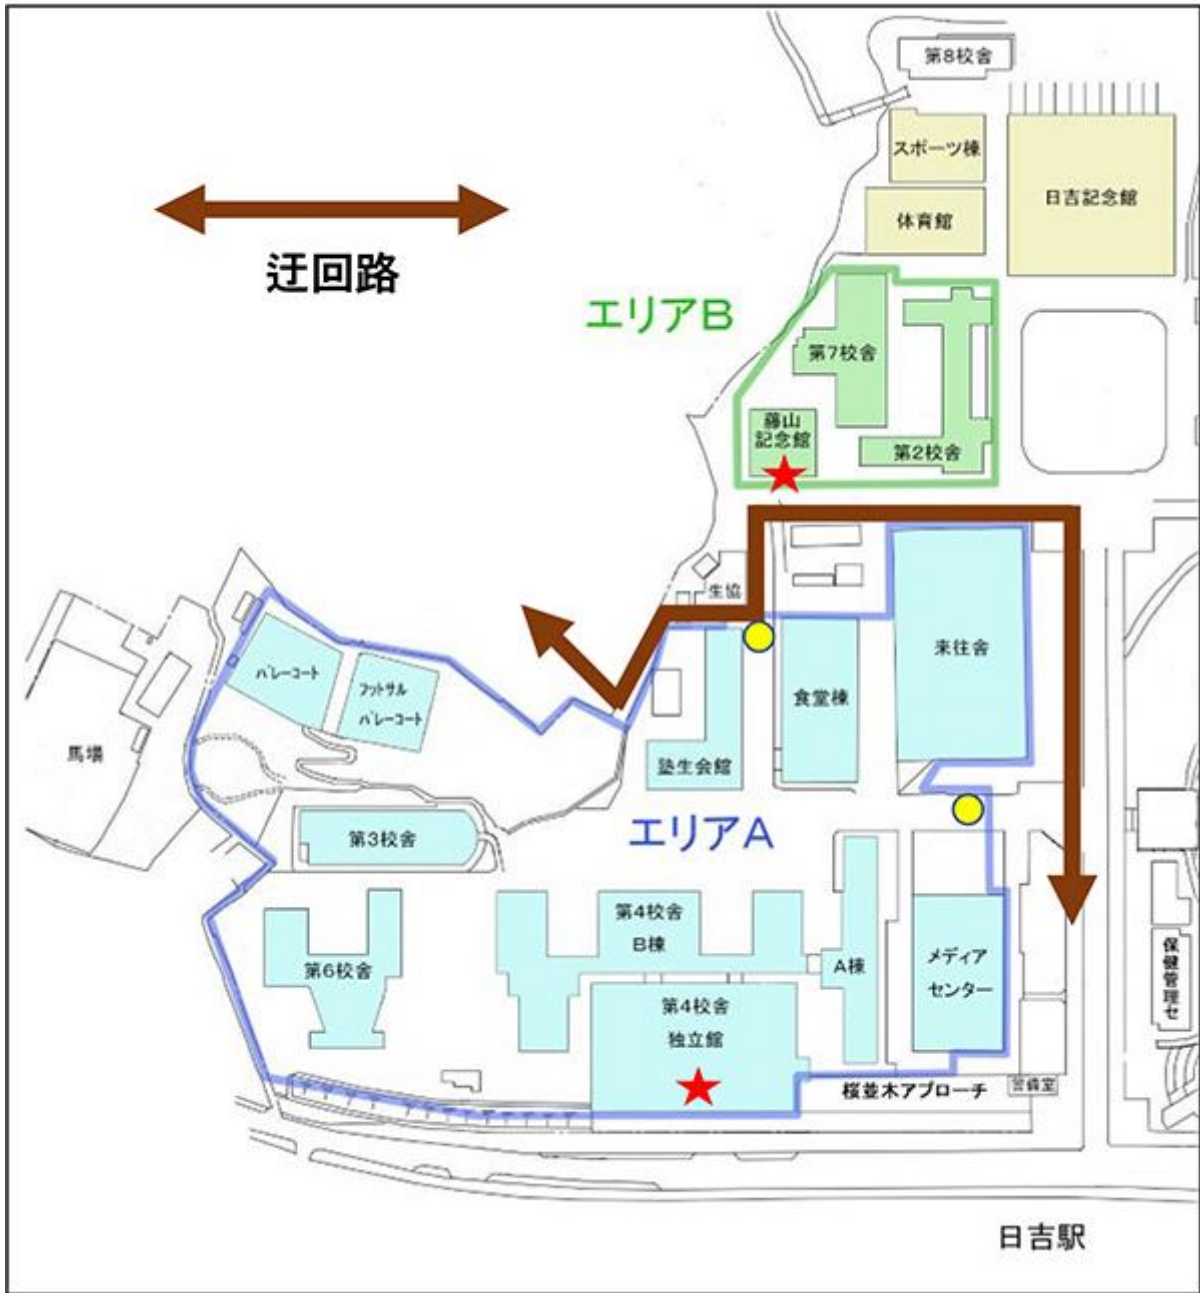 第8校舎
スポーツ棟
日吉記念館
体育館
迂回路
エリアB
第7校舎
藤山
記念館
第2校舎
生協
来往舎
バレーコート
フットサル
バレーコート
食堂棟
馬場
塾生会館
エリアA
第3校舎
第4校舎
B棟
第6校舎
A棟
メディア
センター
保健管理セ
第4校舎
独立館
桜並木アプローチ
警備室
日吉駅